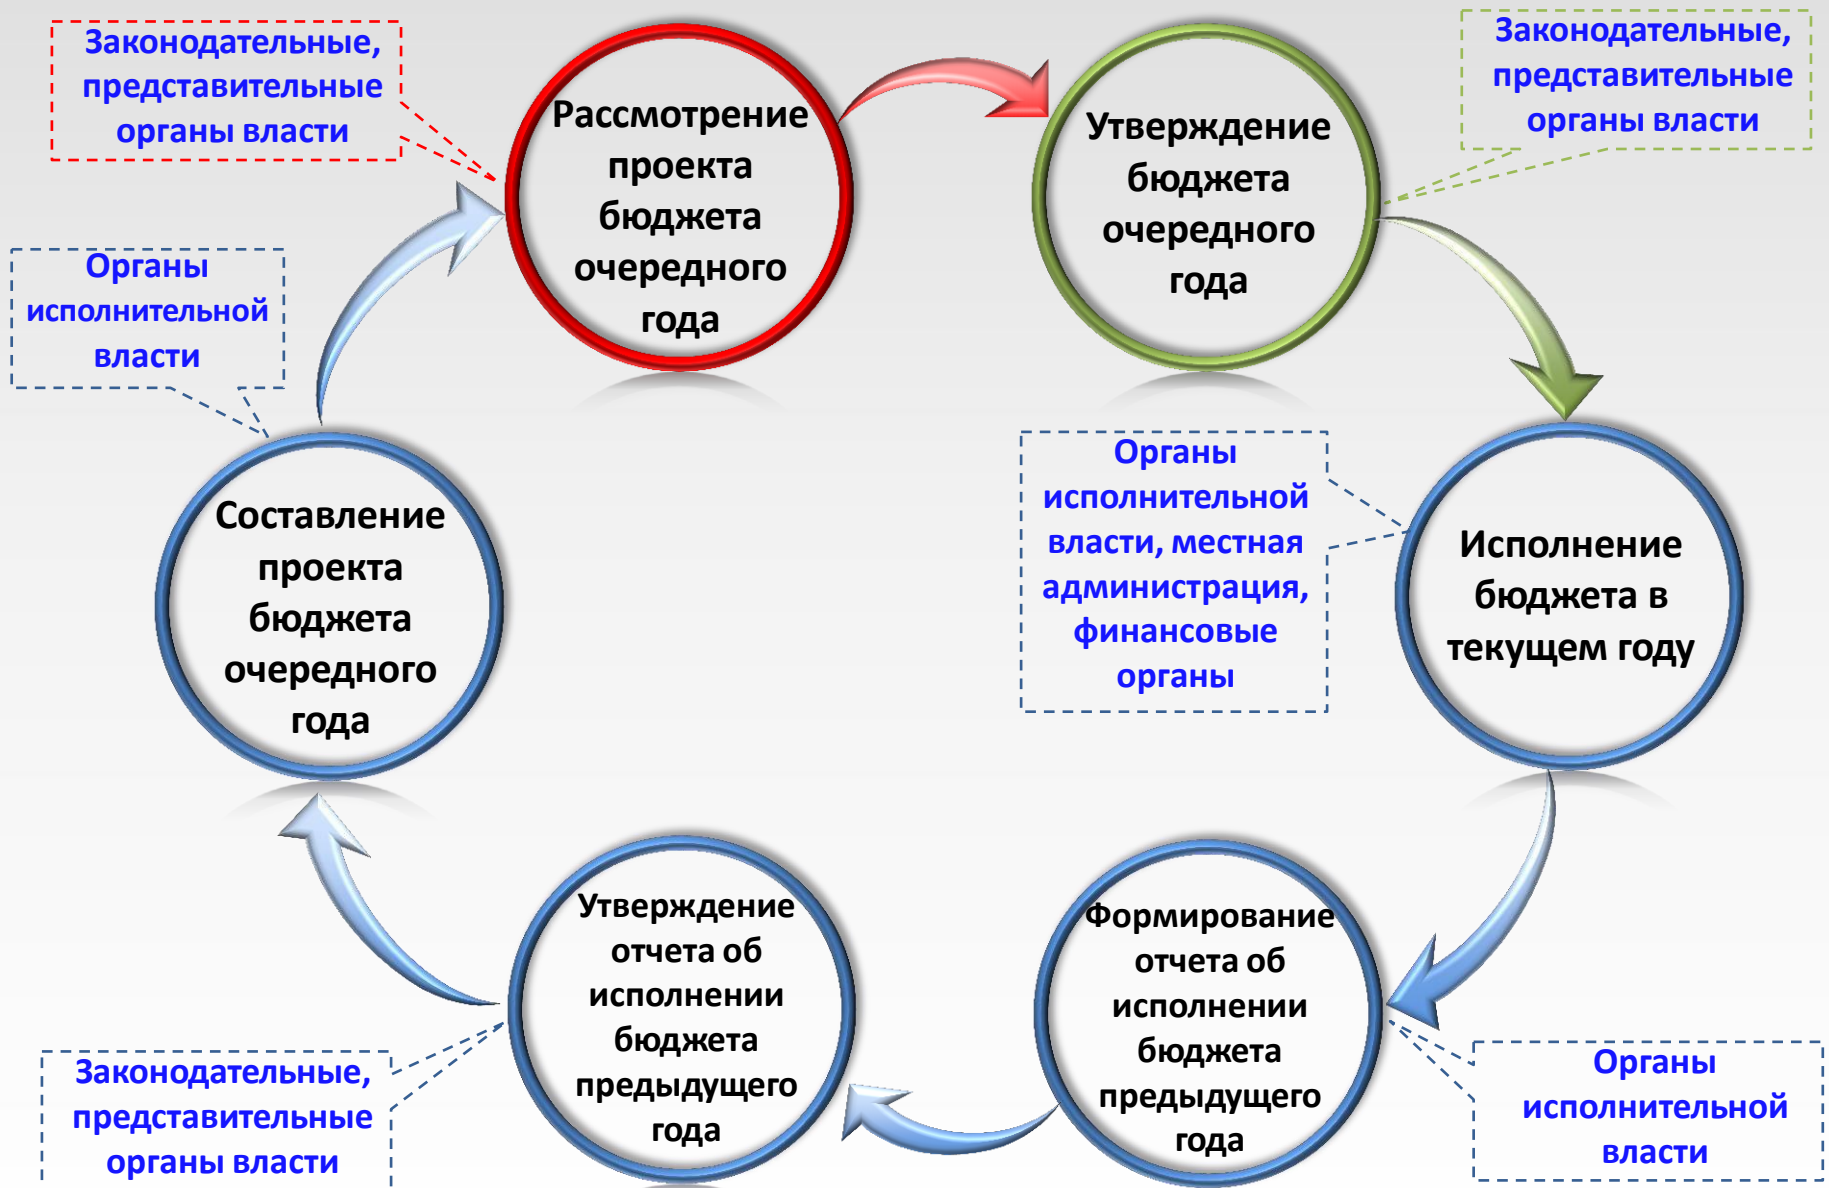 Законодательные,
представительные
органы власти
Рассмотрение
проекта
бюджета
очередного
года
Утверждение
бюджета
очередного
года
Законодательные,
представительные
органы власти
Органы
исполнительной
власти
Составление
проекта
бюджета
очередного
года
Органы
исполнительной
власти, местная
администрация,
финансовые
органы
Исполнение
бюджета в
текущем году
Законодательные,
представительные
органы власти
Утверждение
отчета об
исполнении
бюджета
предыдущего
года
Формирование
отчета об
исполнении
бюджета
предыдущего
года
Органы
исполнительной
власти